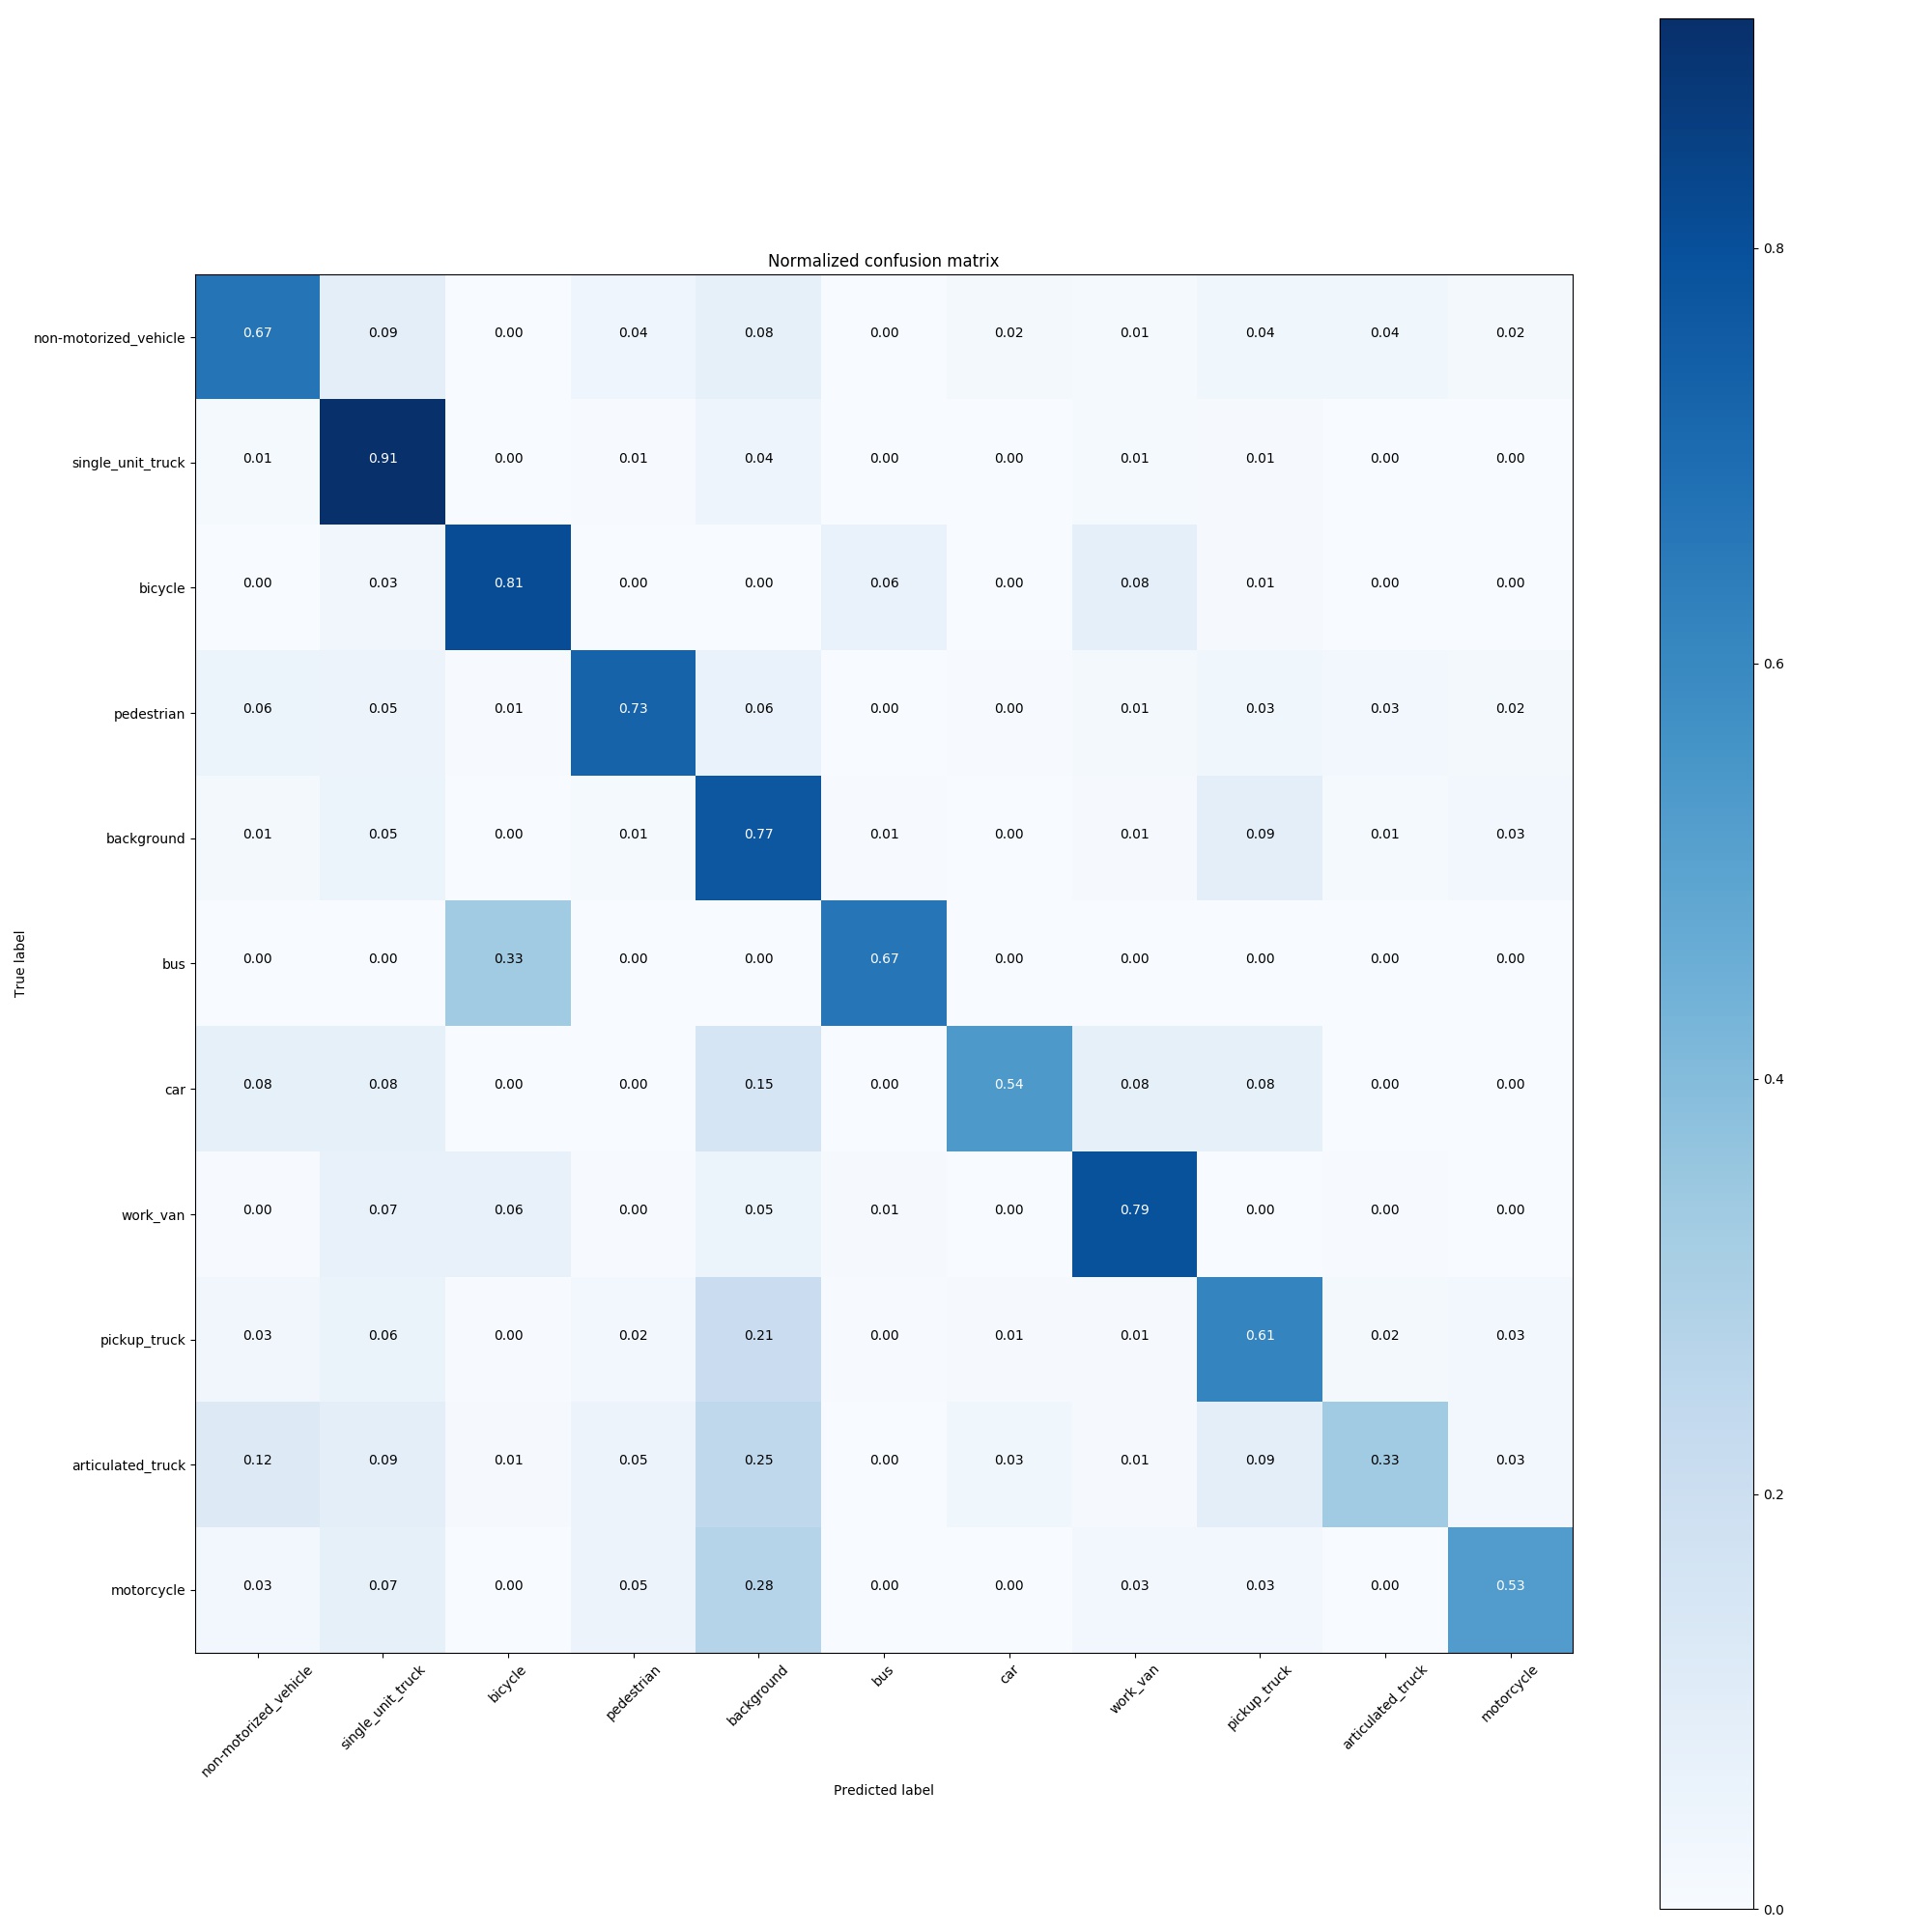 Normalized confusion matrix
non-motorized_vehicle 0.67 0.09 0.00 0.04 0.08 0.00 0.02 0.01 0.04 0.04 0.02
single_unit_truck 0.01 0.91 0.00 0.01 0.04 0.00 0.00 0.01 0.01 0.00 0.00
bicycle 0.00 0.03 0.81 0.00 0.00 0.06 0.00 0.08 0.01 0.00 0.00
pedestrian 0.06 0.05 0.01 0.73 0.06 0.00 0.00 0.01 0.03 0.03 0.02
background 0.01 0.05 0.00 0.01 0.77 0.01 0.00 0.01 0.09 0.01 0.03
bus 0.00 0.00 0.33 0.00 0.00 0.67 0.00 0.00 0.00 0.00 0.00
car 0.08 0.08 0.00 0.00 0.15 0.00 0.54 0.08 0.08 0.00 0.00
work_van 0.00 0.07 0.06 0.00 0.05 0.01 0.00 0.79 0.00 0.00 0.00
pickup_truck 0.03 0.06 0.00 0.02 0.21 0.00 0.01 0.01 0.61 0.02 0.03
articulated_truck 0.12 0.09 0.01 0.05 0.25 0.00 0.03 0.01 0.09 0.33 0.03
motorcycle 0.03 0.07 0.00 0.05 0.28 0.00 0.00 0.03 0.03 0.00 0.53
non-motorized_vehicle single_unit_truck bicycle pedestrian background bus car work_van pickup_truck articulated_truck motorcycle
Predicted label
True label
0.8
0.6
0.4
0.2
0.0